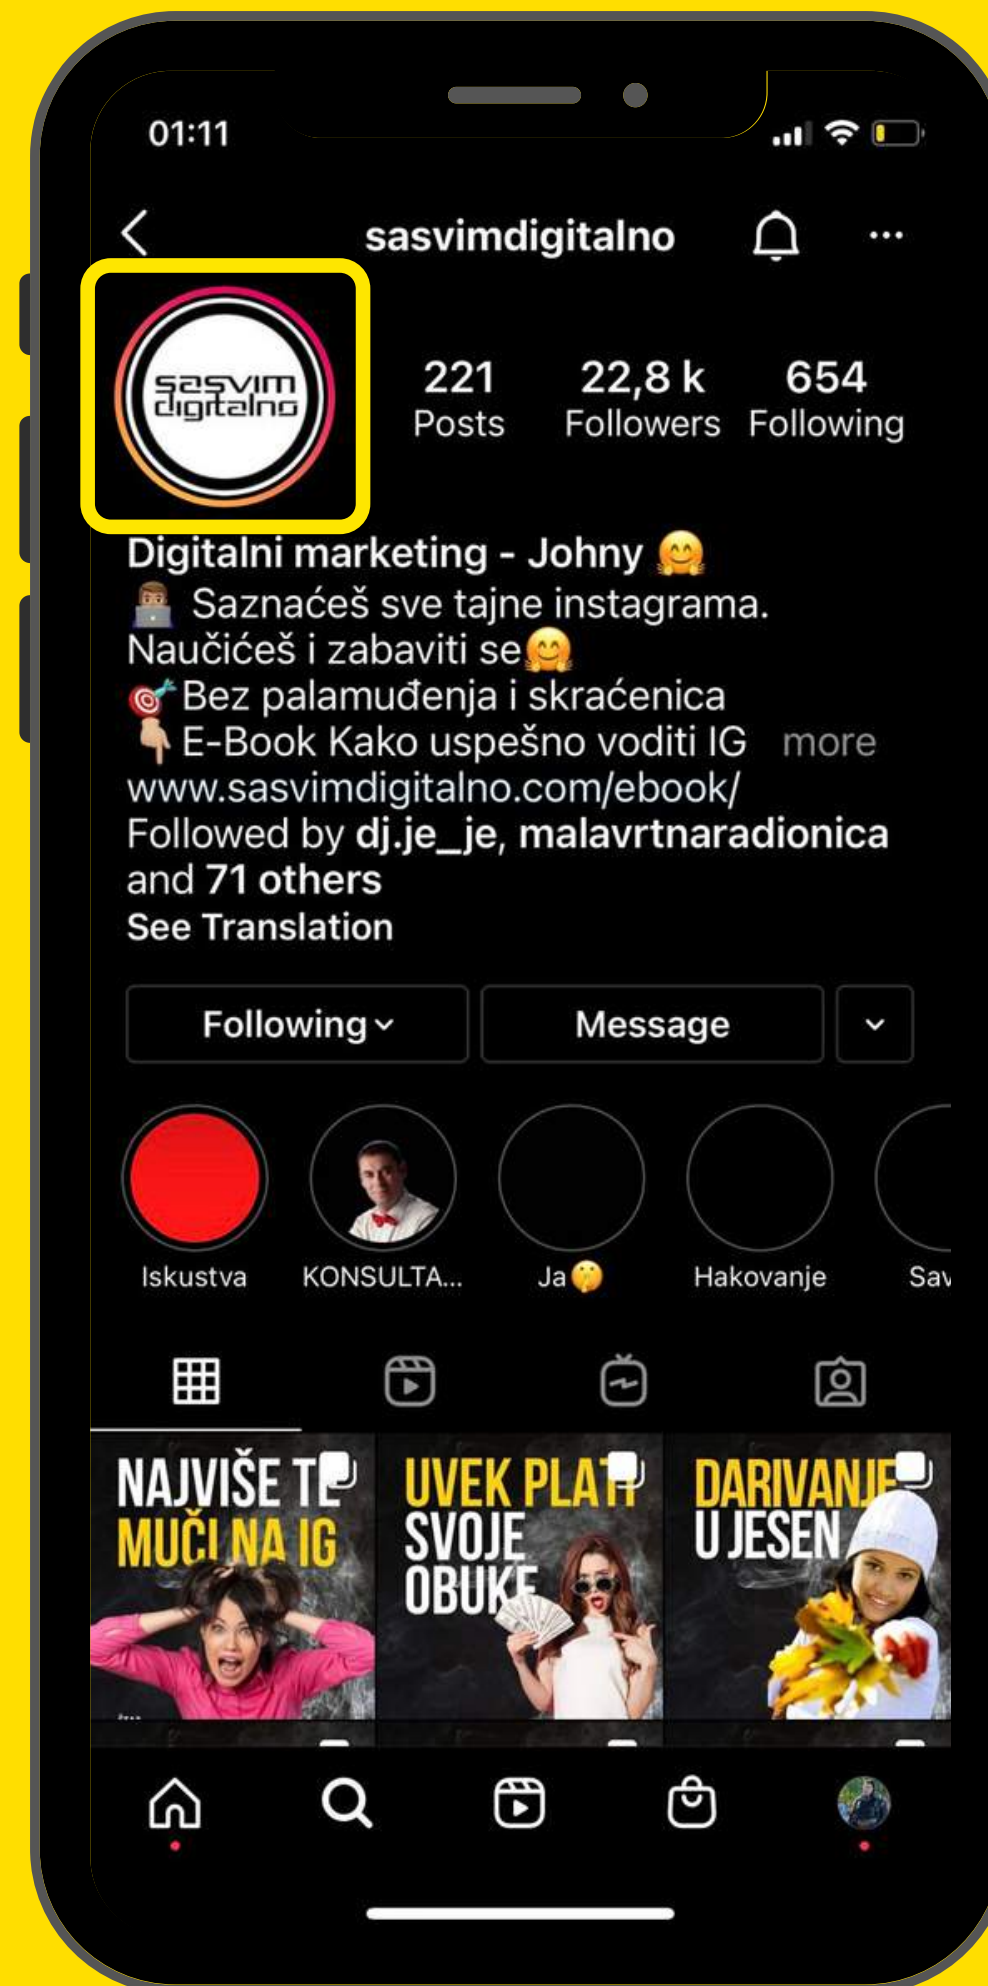 01:11
sasvimdigitalno
sasvim
digitalno
221
Posts
22,8 k
Followers
654
Following
Digitalni marketing - Johny 🤗
👨🏽‍💻 Saznaćeš sve tajne instagrama.
Naučićeš i zabaviti se🤗
🎯Bez palamuđenja i skraćenica
👇🏼E-Book Kako uspešno voditi IG more
www.sasvimdigitalno.com/ebook/
Followed by dj.je_je, malavrtnaradionica
and 71 others
See Translation
Following
Message
Iskustva
KONSULTA...
Ja🤫
Hakovanje
Sav
NAJVIŠE TE
MUČI NA IG
UVEK PLATI
SVOJE
OBUKE
DARIVANJE
U JESEN